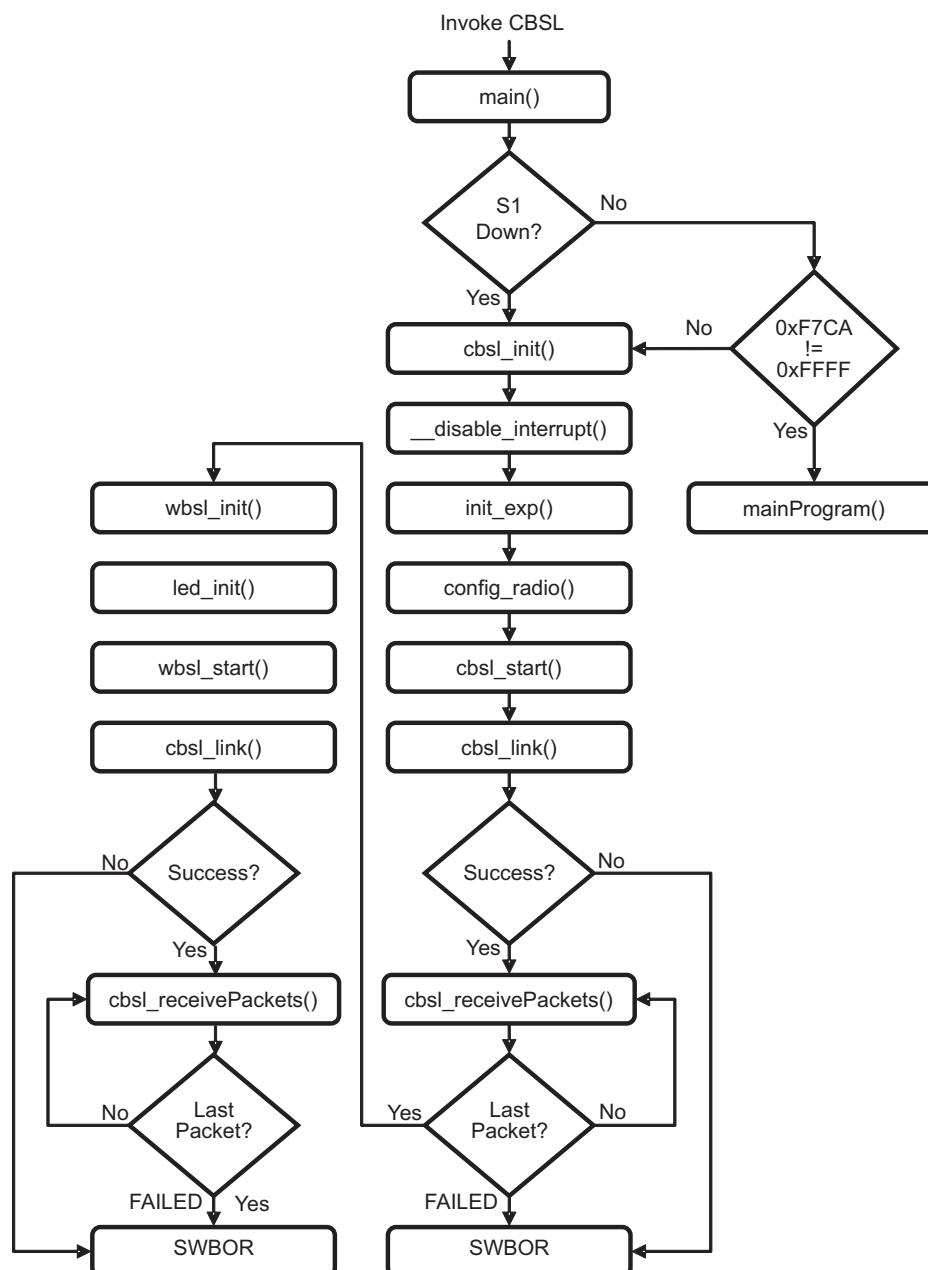 Invoke CBSL
main()
S1
Down?
No
Yes
0xF7CA
!=
0xFFFF
No
Yes
cbsl_init()
__disable_interrupt()
init_exp()
mainProgram()
config_radio()
cbsl_start()
cbsl_link()
Success?
No
Yes
cbsl_receivePackets()
Last
Packet?
Yes
No
FAILED
SWBOR
wbsl_init()
led_init()
wbsl_start()
cbsl_link()
Success?
No
Yes
cbsl_receivePackets()
Last
Packet?
No
FAILED
Yes
SWBOR